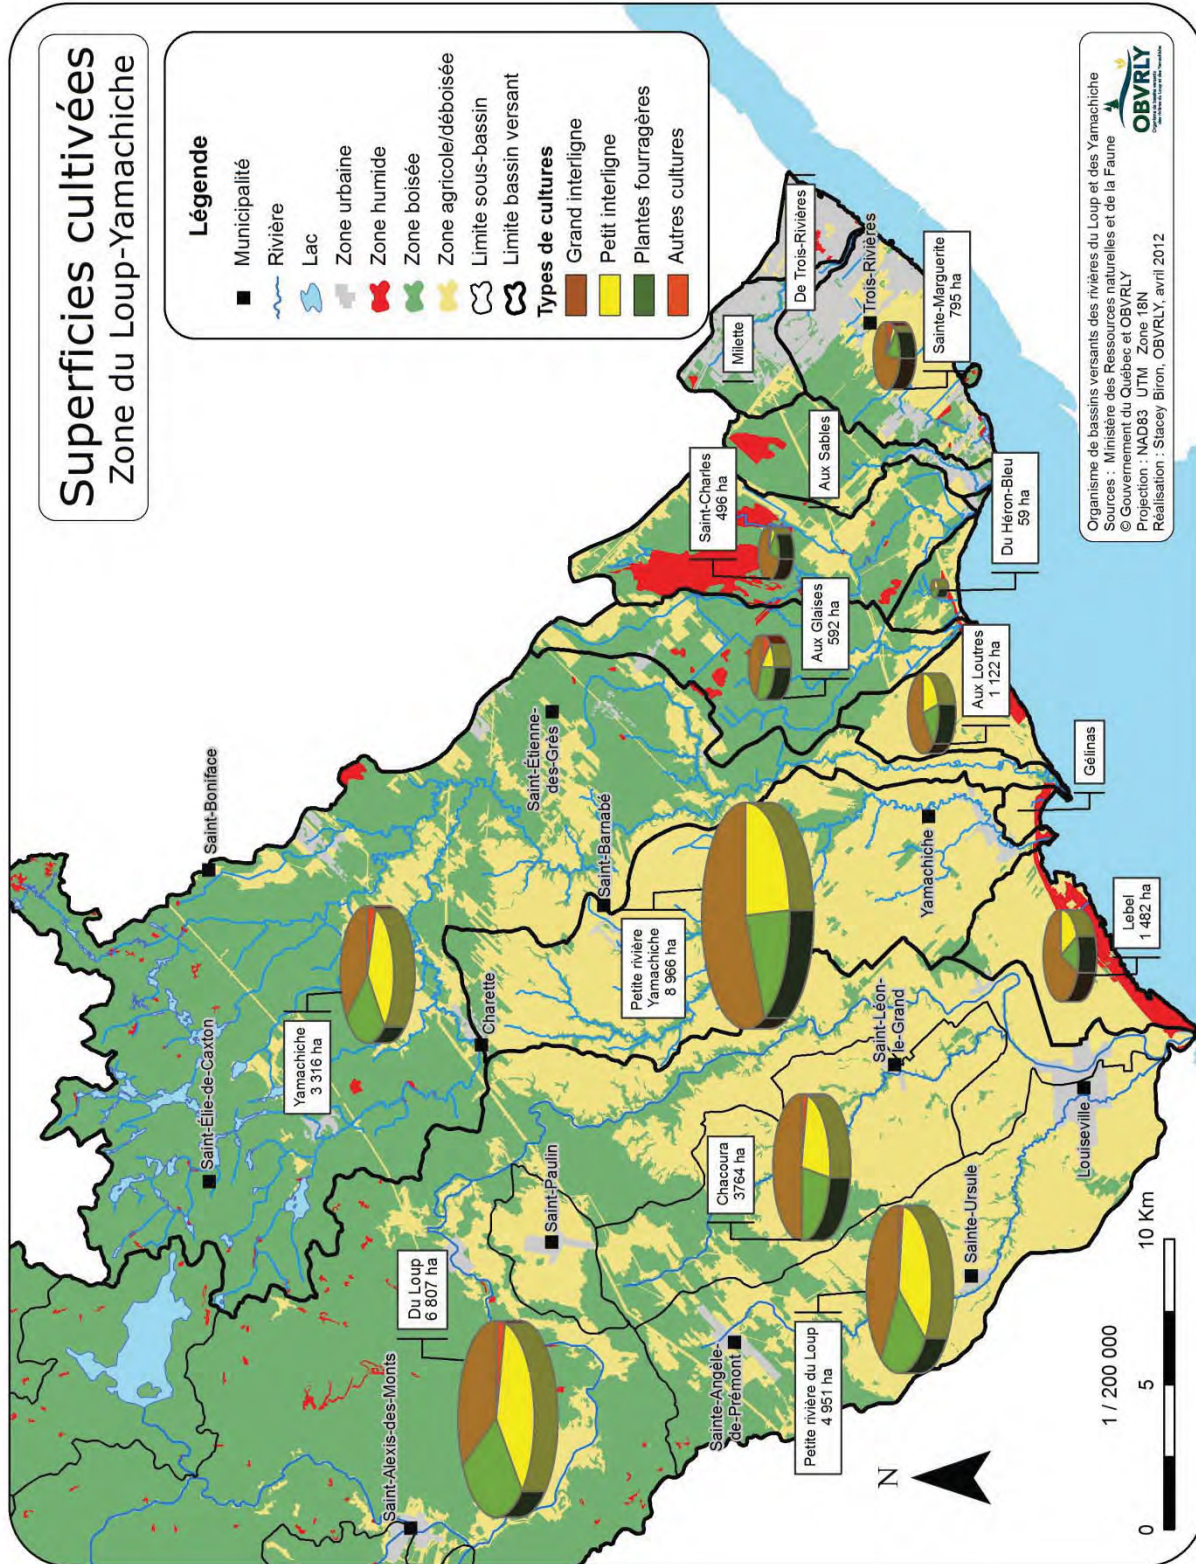 Superficies cultivées
Zone du Loup-Yamachiche
Légende
Municipalité
Rivière
Lac
Zone urbaine
Zone humide
Zone boisée
Zone agricole/déboisée
Limite sous-bassin
Limite bassin versant
Types de cultures
Grand interligne
Petit interligne
Plantes fourragères
Autres cultures
Saint-Boniface
Saint-Élie-de-Caxton
Yamachiche
3 316 ha
Charette
Saint-Étienne-
des-Grès
Saint-Barnabé
Petite rivière
Yamachiche
8 966 ha
Saint-Paulin
Du Loup
6 807 ha
Saint-Alexis-des-Monts
Sainte-Angèle-
de-Prémont
Chacoura
3764 ha
Petite rivière du Loup
4 951 ha
Sainte-Ursule
Saint-Léon-
le-Grand
Louiseville
Yamachiche
Lebel
1 482 ha
Gélinas
Aux Loutres
1 122 ha
Aux Glaises
592 ha
Saint-Charles
496 ha
Du Héron-Bleu
59 ha
Aux Sables
Milette
De Trois-Rivières
Trois-Rivières
Sainte-Marguerite
795 ha
N
0 5 10 Km
1 / 200 000
Organisme de bassins versants des rivières du Loup et des Yamachiche
Sources : Ministère des Ressources naturelles et de la Faune
© Gouvernement du Québec et OBVRLY
Projection : NAD83 UTM Zone 18N
Réalisation : Stacey Biron, OBVRLY, avril 2012
OBVRLY